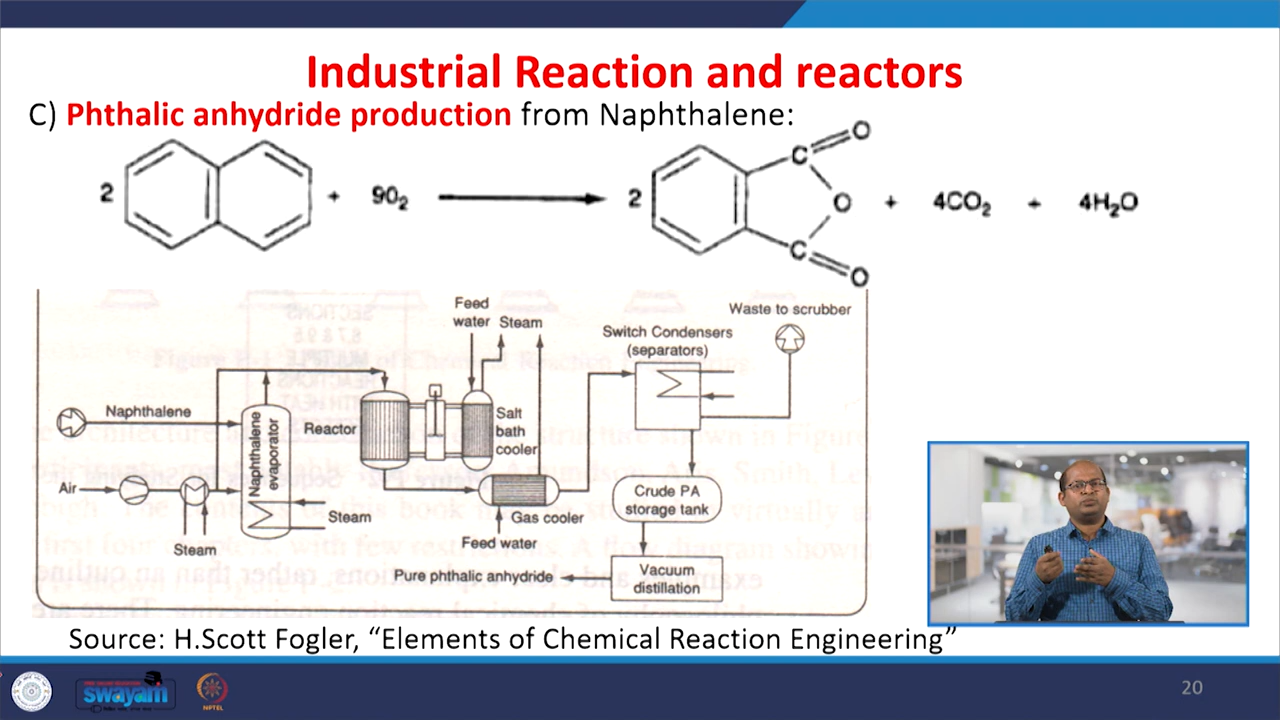 Industrial Reaction and reactors
C) Phthalic anhydride production from Naphthalene:
2 + 9O₂ 2 C O O C O + 4CO₂ + 4H₂O
Feed
water Steam
Waste to scrubber
Switch Condensers
(separators)
Naphthalene
Naphthalene
evaporator
Reactor
Salt
bath
cooler
Air
Steam
Steam
Gas cooler
Feed water
Crude PA
storage tank
Pure phthalic anhydride
Vacuum
distillation
Source: H.Scott Fogler, “Elements of Chemical Reaction Engineering”
swayam
NPTEL
20